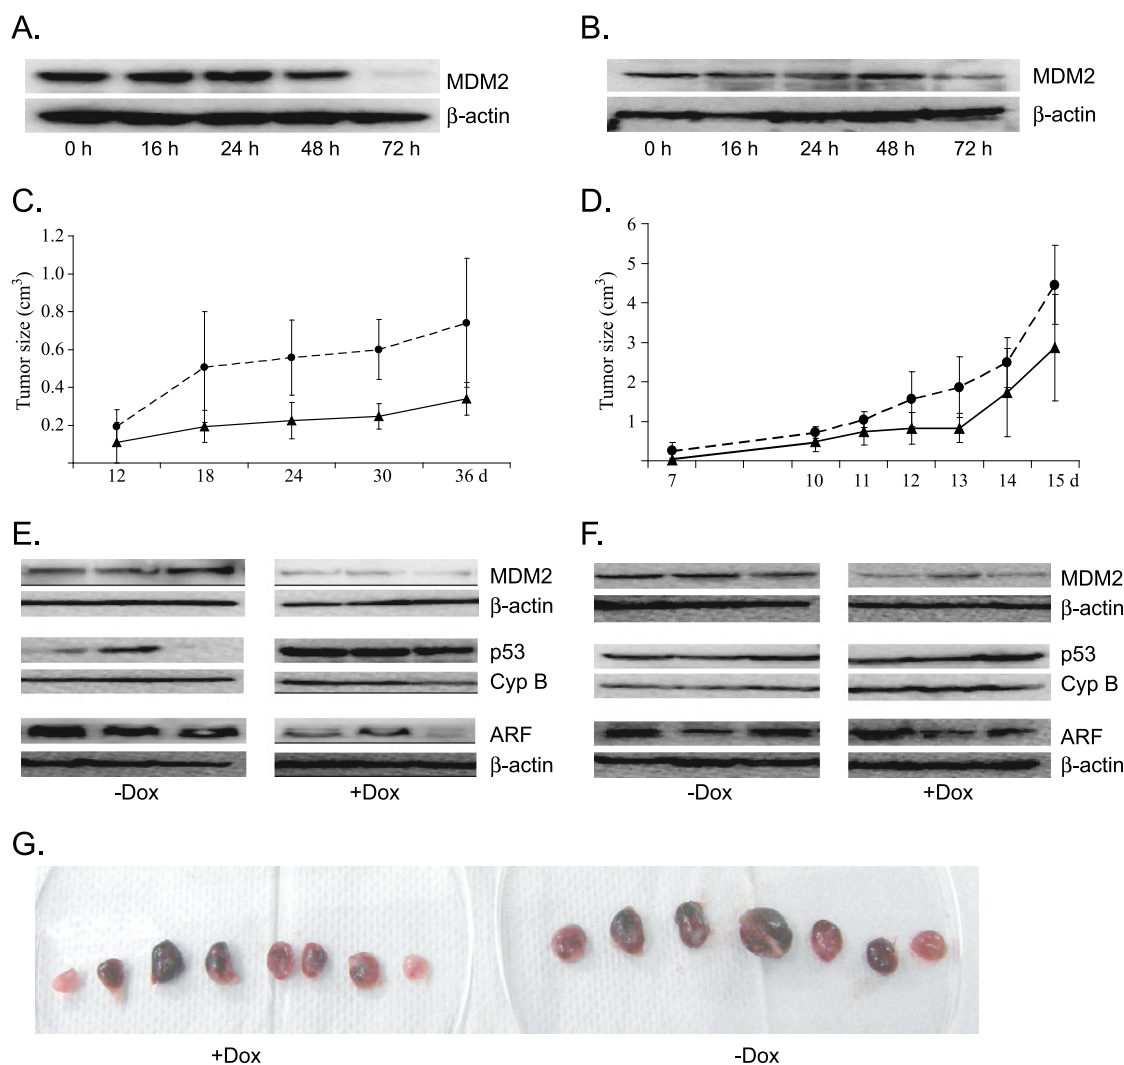 A.
B.
MDM2
β-actin
0 h 16 h 24 h 48 h 72 h
MDM2
β-actin
0 h 16 h 24 h 48 h 72 h
C.
Tumor size (cm³)
1.2
1.0
0.8
0.6
0.4
0.2
12 18 24 30 36 d
D.
Tumor size (cm³)
6
5
4
3
2
1
7 10 11 12 13 14 15 d
E.
MDM2
β-actin
p53
Cyp B
ARF
β-actin
-Dox +Dox
F.
MDM2
β-actin
p53
Cyp B
ARF
β-actin
-Dox +Dox
G.
+Dox -Dox